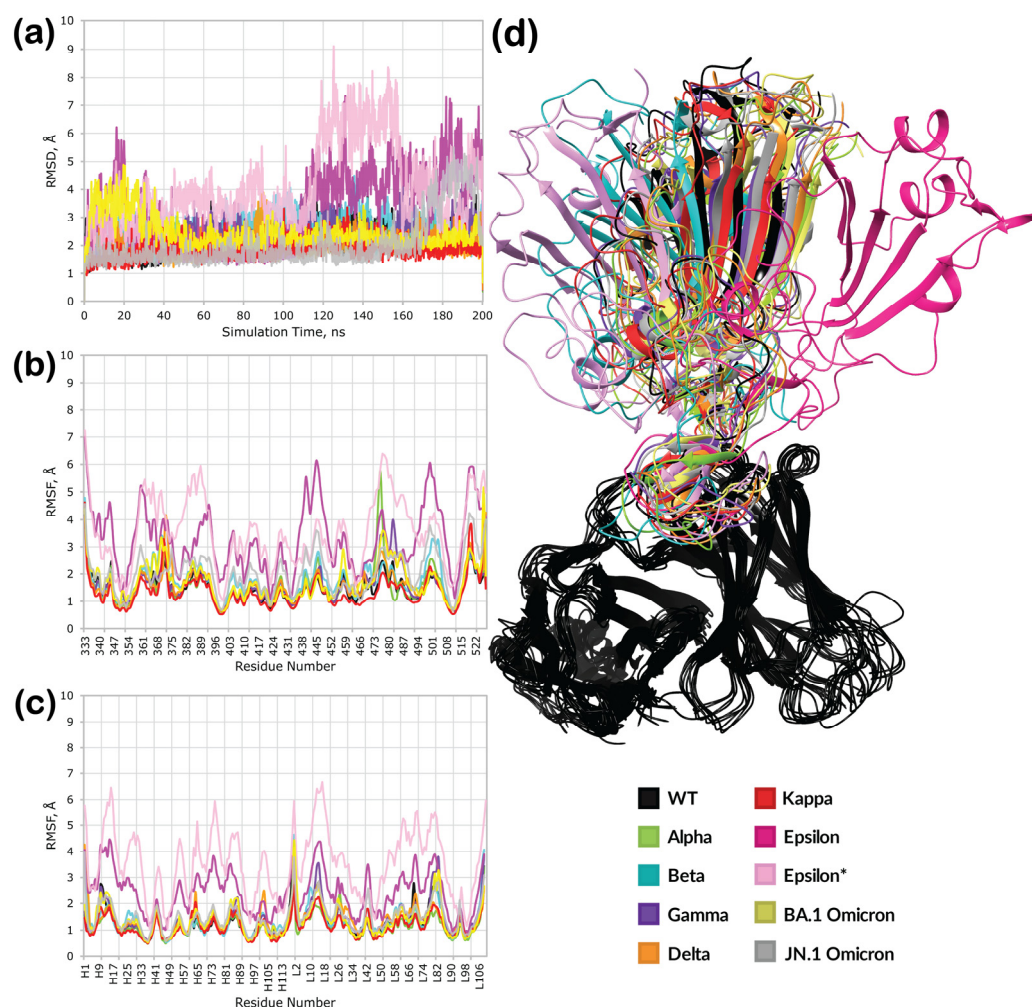 (a)
10
9
8
7
6
5
4
3
2
1
0
RMSD, Å
0 20 40 60 80 100 120 140 160 180 200
Simulation Time, ns
(b)
10
9
8
7
6
5
4
3
2
1
0
RMSF, Å
333 340 347 354 361 368 375 382 389 396 403 410 417 424 431 438 445 452 459 466 473 480 487 494 501 508 515 522
Residue Number
(c)
10
9
8
7
6
5
4
3
2
1
0
RMSF, Å
H1 H9 H17 H25 H33 H41 H49 H57 H65 H73 H81 H89 H97 H105 H113 L2 L10 L18 L26 L34 L42 L50 L58 L66 L74 L82 L90 L98 L106
Residue Number
(d)
WT
Alpha
Beta
Gamma
Delta
Kappa
Epsilon
Epsilon*
BA.1 Omicron
JN.1 Omicron